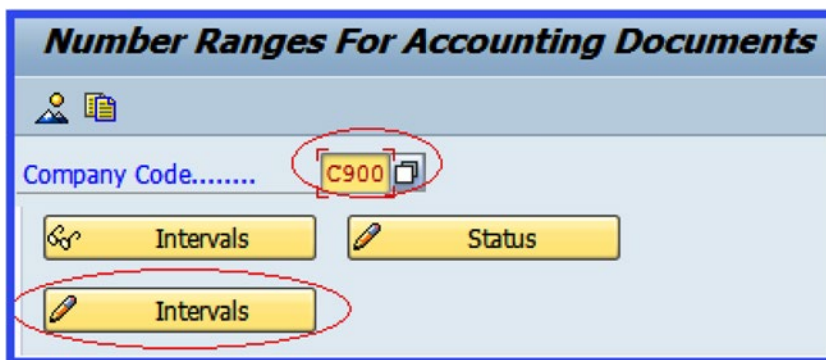 Number Ranges For Accounting Documents
Company Code........ C900
Intervals Status
Intervals